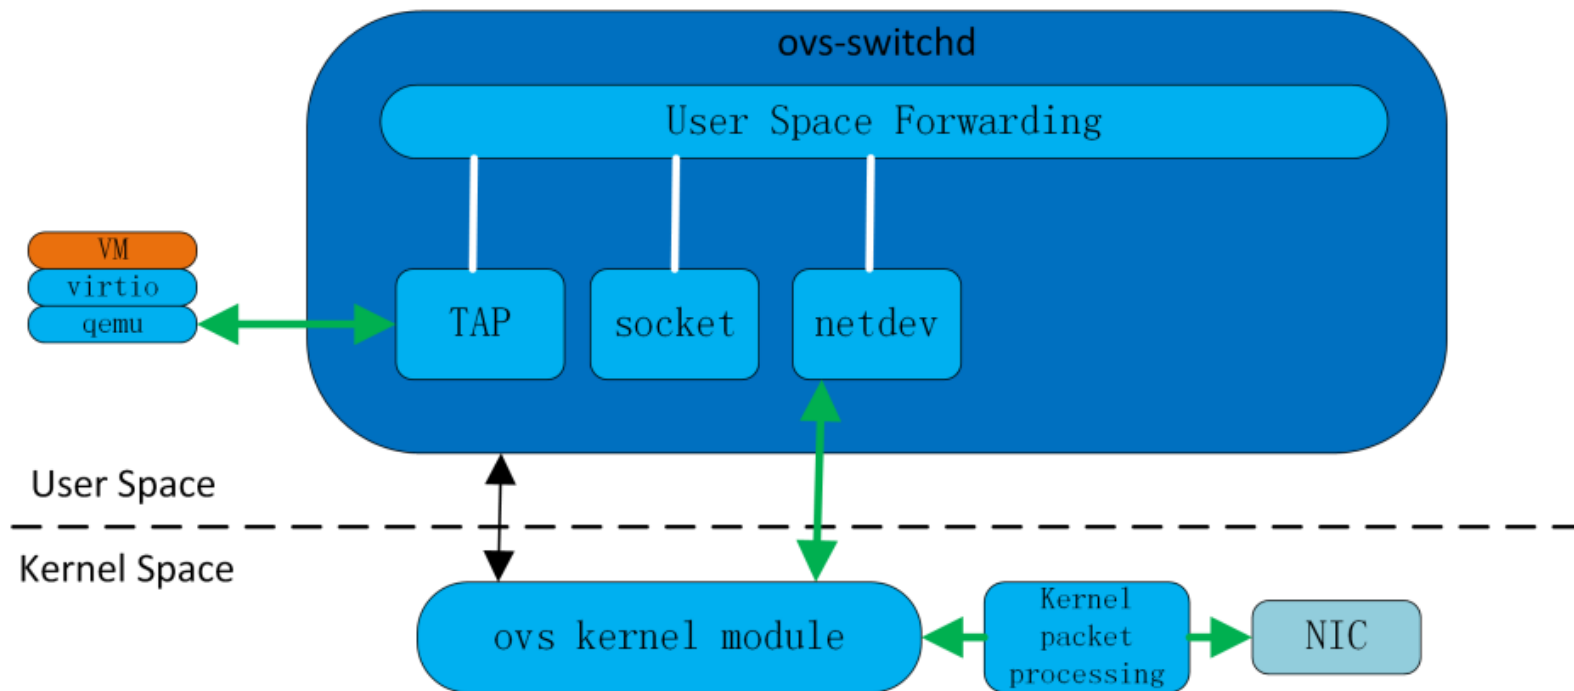 ovs-switchd
User Space Forwarding
VM
virtio
qemu
TAP
socket
netdev
User Space
Kernel Space
ovs kernel module
Kernel
packet
processing
NIC